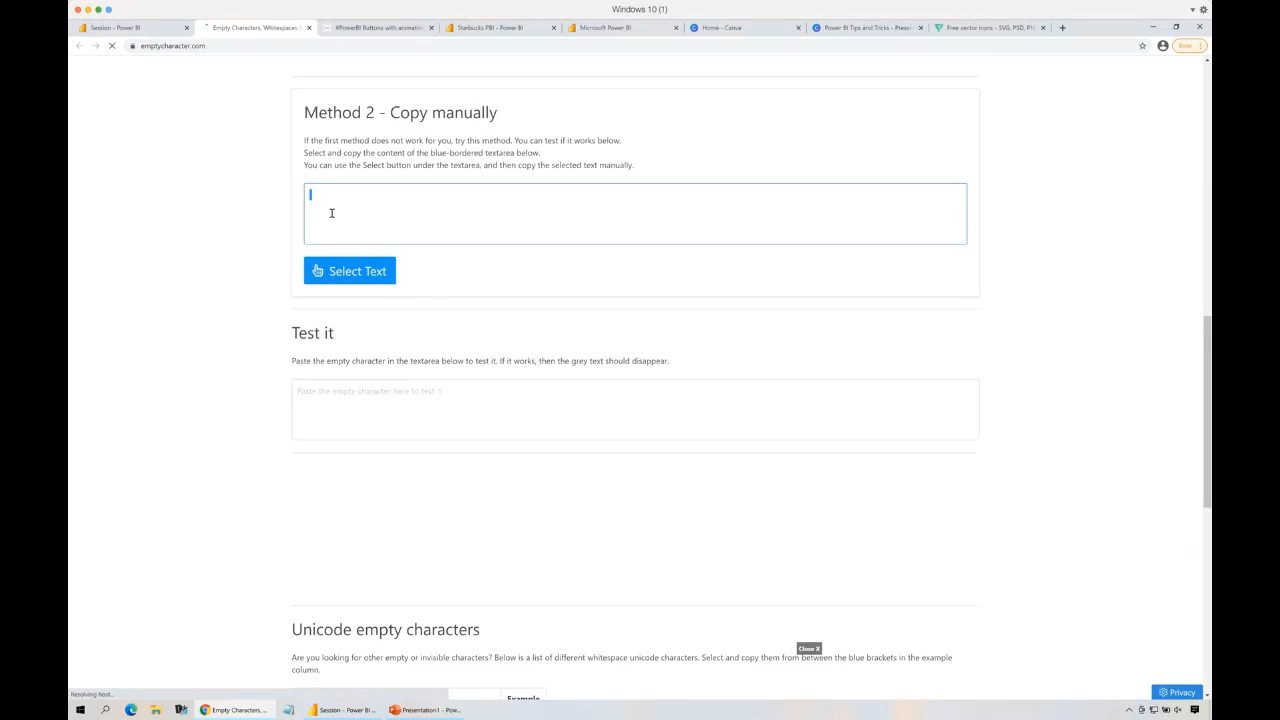 Windows 10 (1)
Session - Power BI
Empty Characters, Whitespaces
#PowerBI Buttons with animatio
Starbucks PBI - Power BI
Microsoft Power BI
Home - Canva
Power BI Tips and Tricks - Prese
Free vector icons - SVG, PSD, PN
emptycharacter.com
Error
Method 2 - Copy manually
If the first method does not work for you, try this method. You can test if it works below.
Select and copy the content of the blue-bordered textarea below.
You can use the Select button under the textarea, and then copy the selected text manually.
Select Text
Test it
Paste the empty character in the textarea below to test it. If it works, then the grey text should disappear.
Paste the empty character here to test it
Unicode empty characters
Close X
Are you looking for other empty or invisible characters? Below is a list of different whitespace unicode characters. Select and copy them from between the blue brackets in the example
column.
Example
Resolving host...
Privacy
Empty Characters, ...
Session - Power BI ...
Presentation1 - Pow...